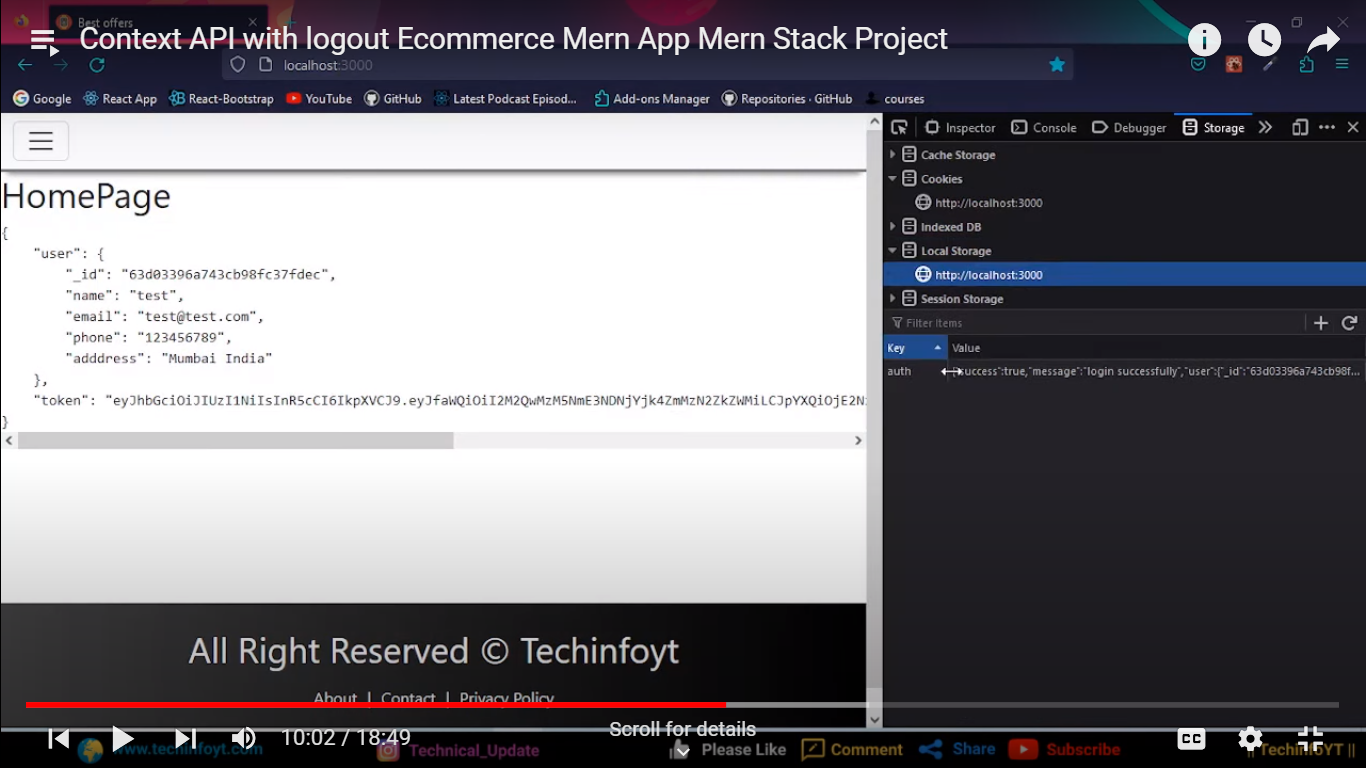 Best offers
Context API with logout Ecommerce Mern App Mern Stack Project
localhost:3000
Google React App React-Bootstrap YouTube GitHub Latest Podcast Episod... Add-ons Manager Repositories · GitHub courses
Inspector Console Debugger Storage
Cache Storage
Cookies
http://localhost:3000
Indexed DB
Local Storage
http://localhost:3000
Session Storage
Filter Items
Key Value
auth success":true,"message":"login successfully","user":{"_id":"63d03396a743cb98f...
HomePage
{
"user": {
"_id": "63d03396a743cb98fc37fdec",
"name": "test",
"email": "test@test.com",
"phone": "123456789",
"adddress": "Mumbai India"
},
"token": "eyJhbGciOiJIUzI1NiIsInR5cCI6IkpXVCJ9.eyJfaWQiOiI2M2QwMzM5NmE3NDNjYjk4ZmMzN2ZkZWMiLCJpYXQiOjE2N
}
All Right Reserved © Techinfoyt
About | Contact | Privacy Policy
Scroll for details
10:02 / 18:49
CC
www.techinfoyt.com Technical_Update Please Like Comment Share Subscribe || TechinfoYT ||